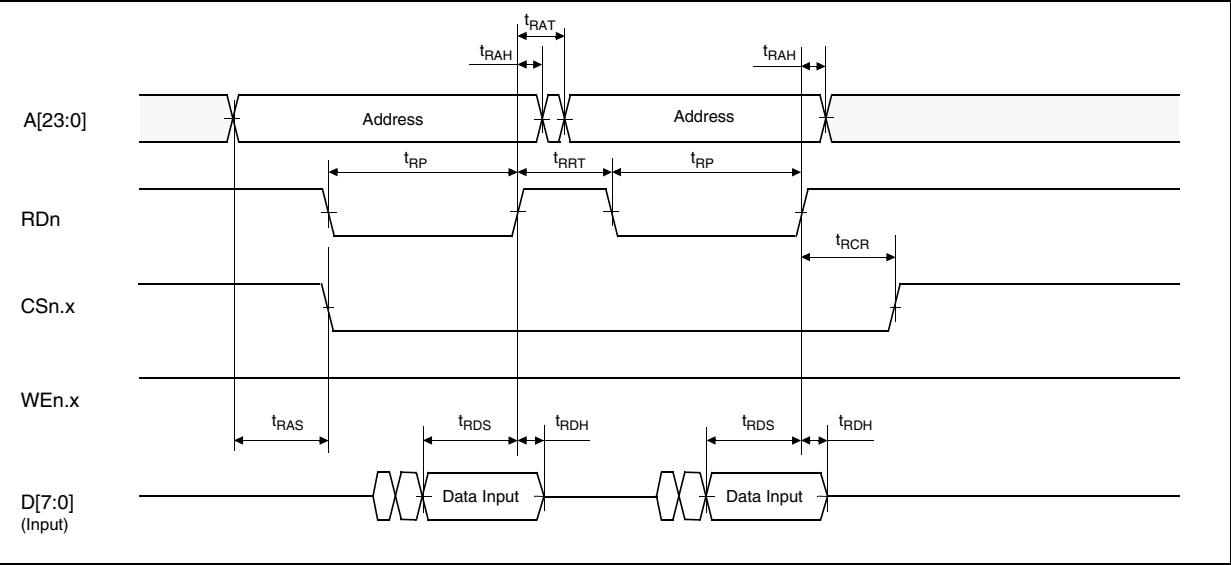 tRAT
tRAH tRAH
A[23:0] Address Address
tRP tRRT tRP
RDn
tRCR
CSn.x
WEn.x
tRAS tRDS tRDH tRDS tRDH
D[7:0] Data Input Data Input
(Input)